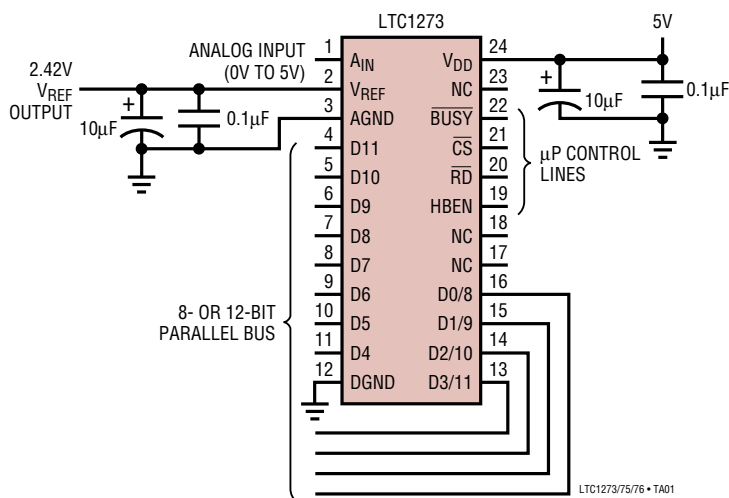 LTC1273
5V
ANALOG INPUT
(0V TO 5V)
2.42V
VREF
OUTPUT
+
10µF
0.1µF
1
2
3
4
5
6
7
8
9
10
11
12
AIN
VREF
AGND
D11
D10
D9
D8
D7
D6
D5
D4
DGND
VDD
NC
BUSY
CS
RD
HBEN
NC
NC
D0/8
D1/9
D2/10
D3/11
24
23
22
21
20
19
18
17
16
15
14
13
+
10µF
0.1µF
µP CONTROL
LINES
8- OR 12-BIT
PARALLEL BUS
LTC1273/75/76 • TA01